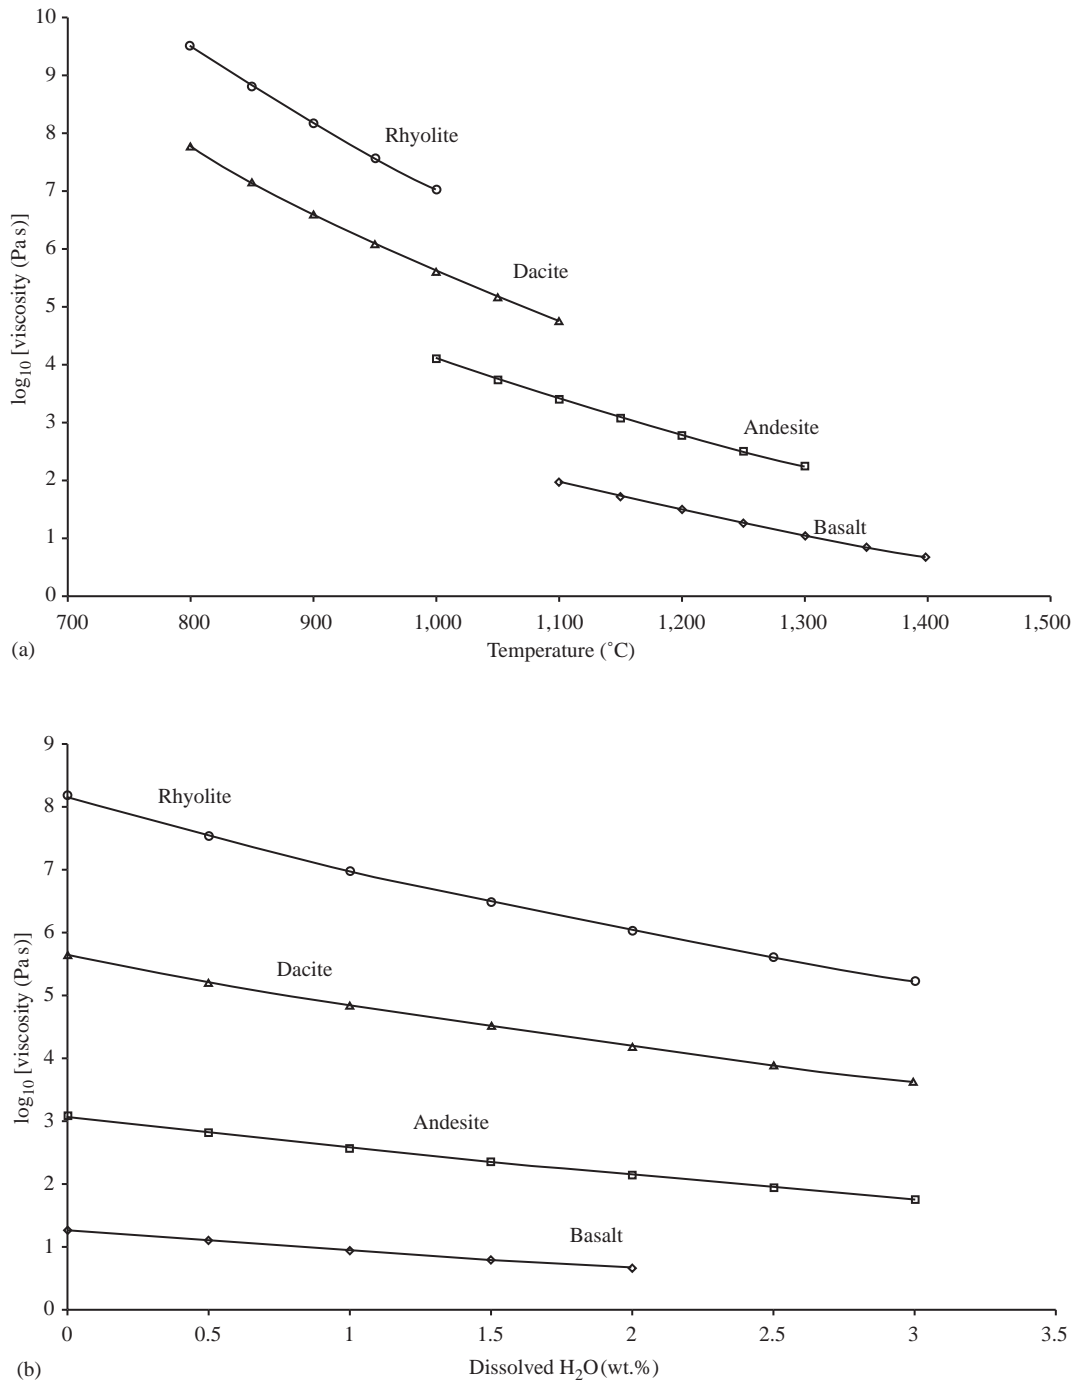 10
9
8
7
6
5
4
3
2
1
0
log10 [viscosity (Pa s)]
Rhyolite
Dacite
Andesite
Basalt
700 800 900 1,000 1,100 1,200 1,300 1,400 1,500
Temperature (˚C)
(a)
9
8
7
6
5
4
3
2
1
0
log10 [viscosity (Pa s)]
Rhyolite
Dacite
Andesite
Basalt
0 0.5 1 1.5 2 2.5 3 3.5
Dissolved H2O (wt.%)
(b)